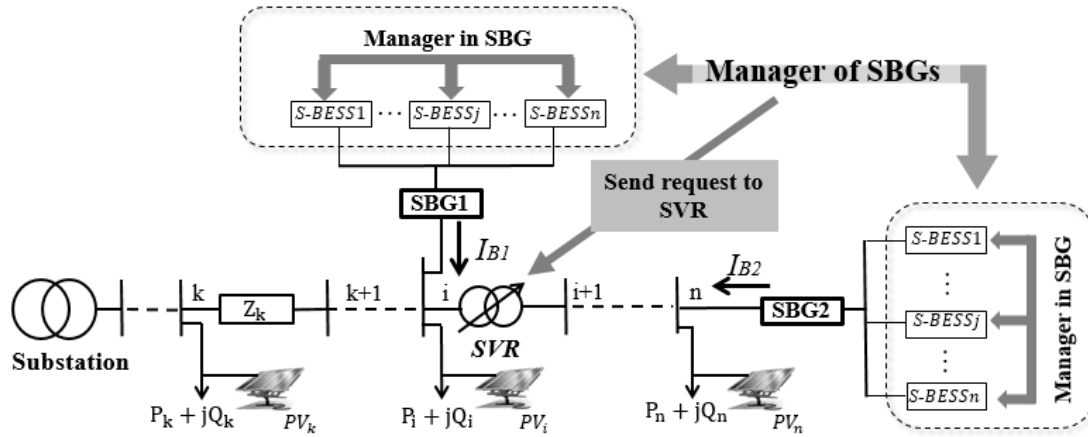 Manager in SBG
S-BESS1 ... S-BESSj ... S-BESSn
Manager of SBGs
SBG1
Send request to
SVR
I_B1
I_B2
k
Z_k
k+1
i
i+1
n
SBG2
Substation
SVR
P_k + jQ_k
PV_k
P_i + jQ_i
PV_i
P_n + jQ_n
PV_n
S-BESS1
⋮
S-BESSj
⋮
S-BESSn
Manager in SBG